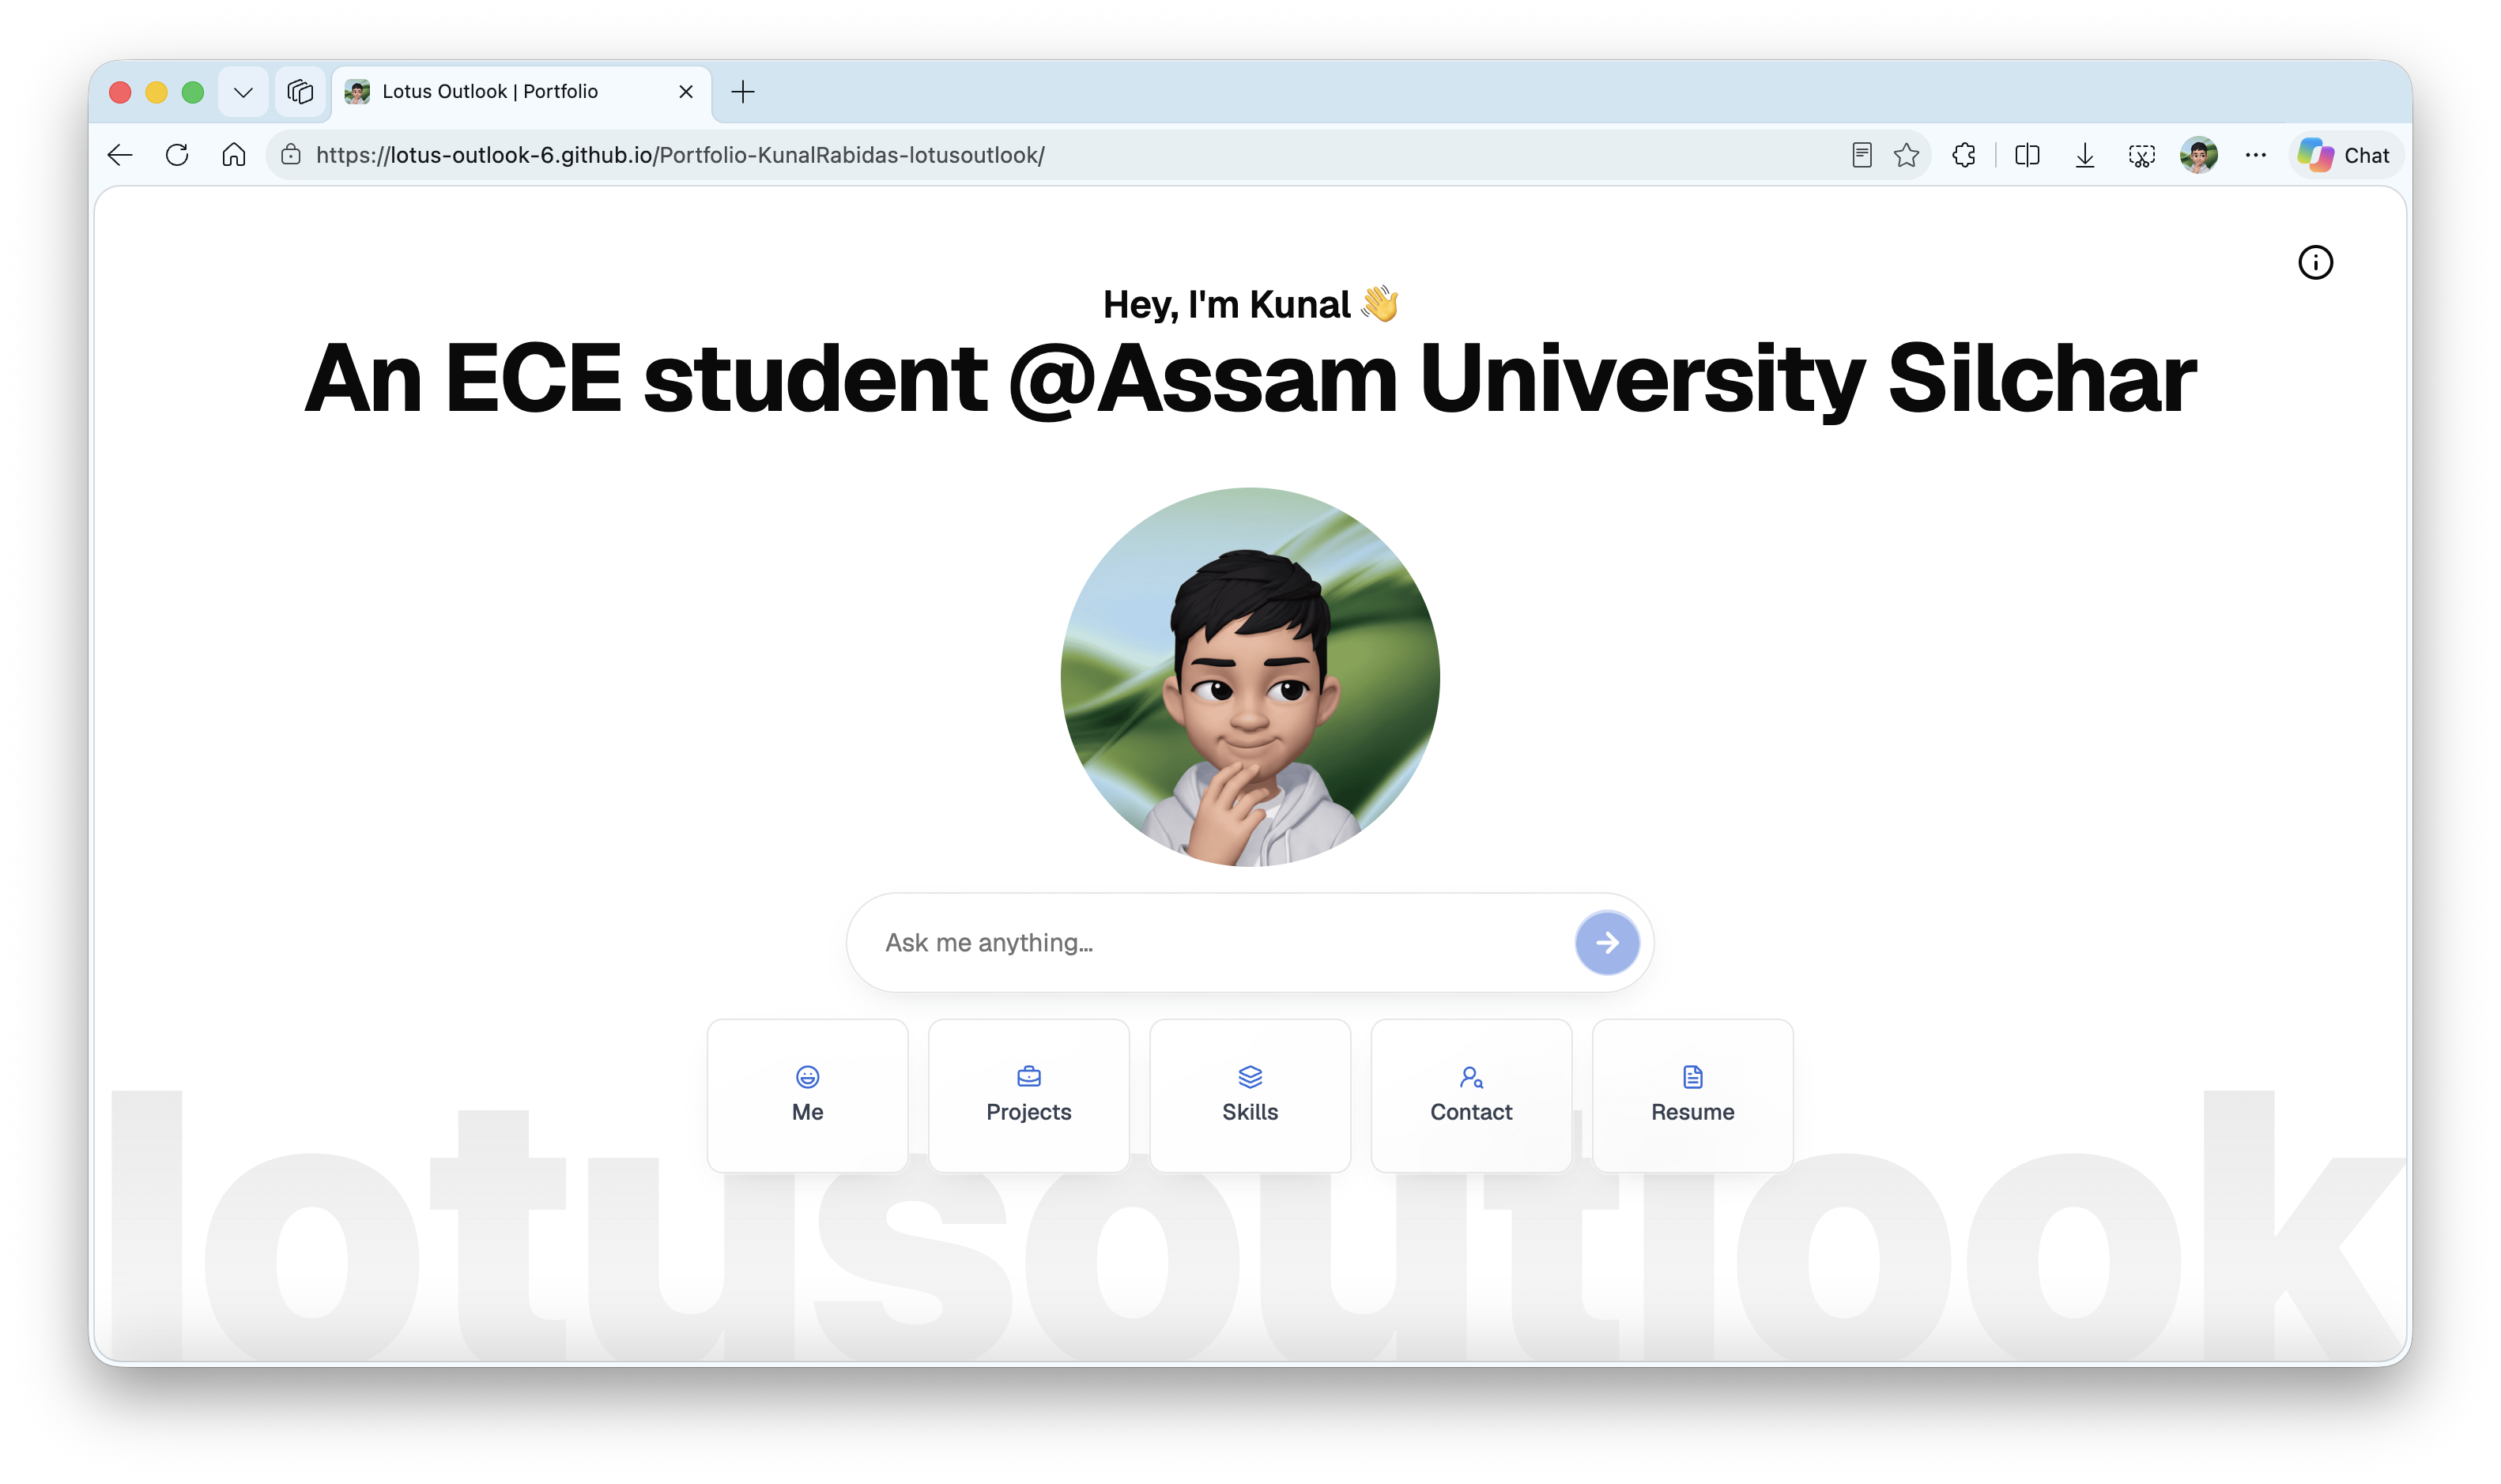 Lotus Outlook | Portfolio
https://lotus-outlook-6.github.io/Portfolio-KunalRabidas-lotusoutlook/
Chat
Hey, I'm Kunal 👋
An ECE student @Assam University Silchar
Ask me anything...
Me
Projects
Skills
Contact
Resume
lotusoutlook